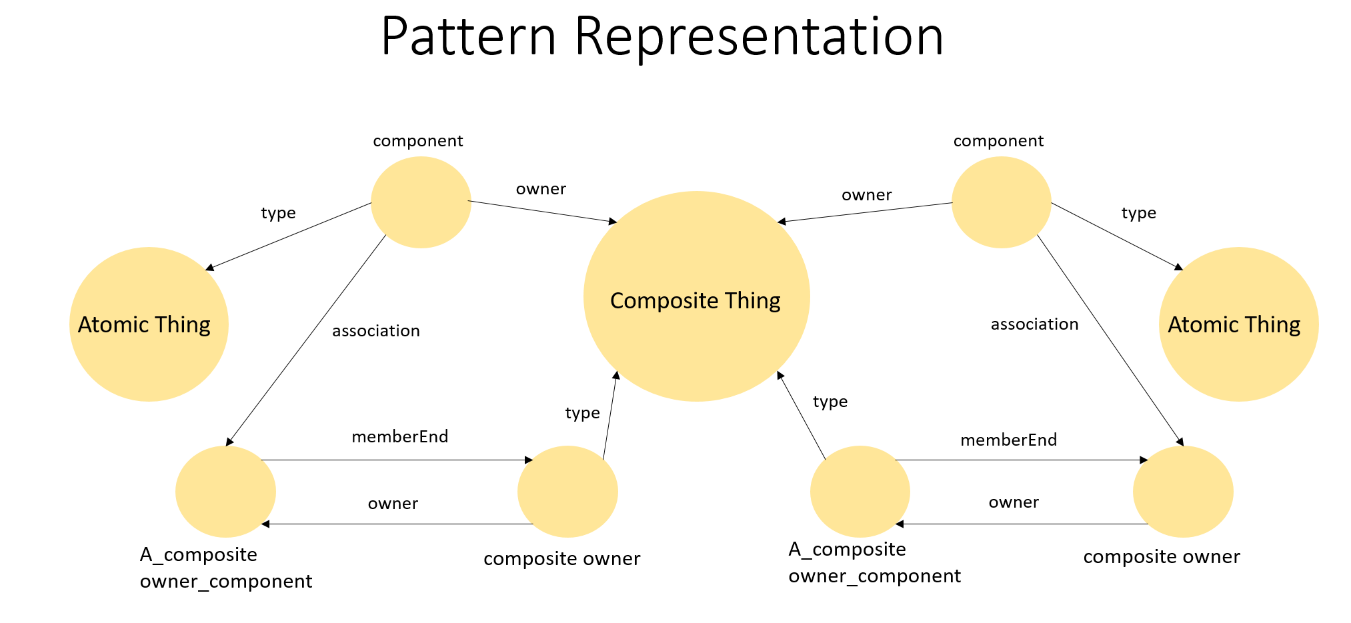 Pattern Representation
component
component
owner
owner
type
type
Atomic Thing
Composite Thing
Atomic Thing
association
association
type
type
memberEnd
memberEnd
owner
owner
A_composite
owner_component
composite owner
A_composite
owner_component
composite owner